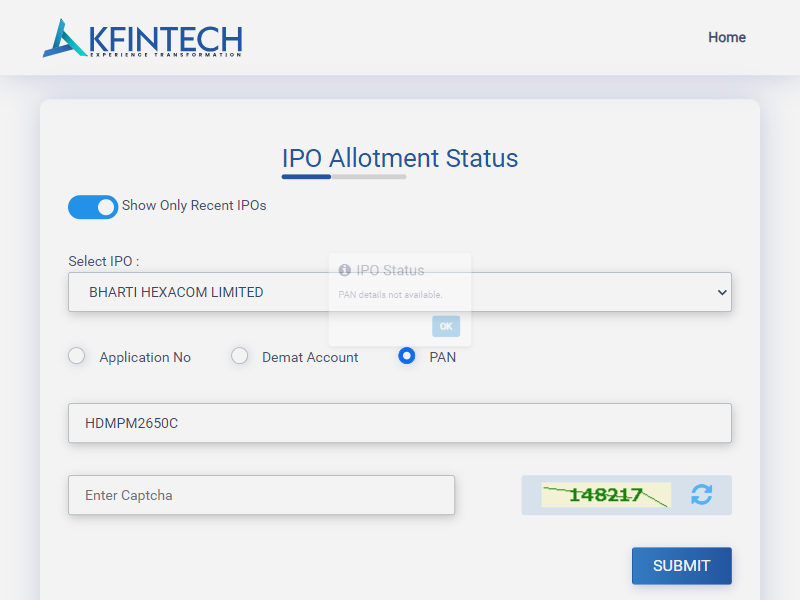 KFINTECH
EXPERIENCE TRANSFORMATION
Home
IPO Allotment Status
Show Only Recent IPOs
Select IPO :
IPO Status
BHARTI HEXACOM LIMITED
PAN details not available.
OK
Application No
Demat Account
PAN
HDMPM2650C
Enter Captcha
148217
SUBMIT